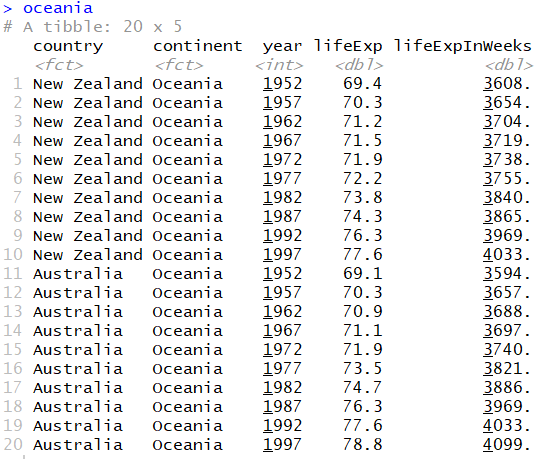 > oceania
# A tibble: 20 x 5
country continent year lifeExp lifeExpInWeeks
<fct> <fct> <int> <dbl> <dbl>
1 New Zealand Oceania 1952 69.4 3608.
2 New Zealand Oceania 1957 70.3 3654.
3 New Zealand Oceania 1962 71.2 3704.
4 New Zealand Oceania 1967 71.5 3719.
5 New Zealand Oceania 1972 71.9 3738.
6 New Zealand Oceania 1977 72.2 3755.
7 New Zealand Oceania 1982 73.8 3840.
8 New Zealand Oceania 1987 74.3 3865.
9 New Zealand Oceania 1992 76.3 3969.
10 New Zealand Oceania 1997 77.6 4033.
11 Australia Oceania 1952 69.1 3594.
12 Australia Oceania 1957 70.3 3657.
13 Australia Oceania 1962 70.9 3688.
14 Australia Oceania 1967 71.1 3697.
15 Australia Oceania 1972 71.9 3740.
16 Australia Oceania 1977 73.5 3821.
17 Australia Oceania 1982 74.7 3886.
18 Australia Oceania 1987 76.3 3969.
19 Australia Oceania 1992 77.6 4033.
20 Australia Oceania 1997 78.8 4099.